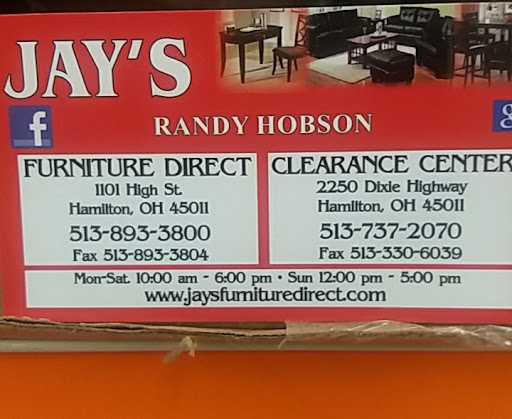 JAY'S
f
RANDY HOBSON
g
FURNITURE DIRECT
1101 High St.
Hamilton, OH 45011
513-893-3800
Fax 513-893-3804
CLEARANCE CENTER
2250 Dixie Highway
Hamilton, OH 45011
513-737-2070
Fax 513-330-6039
Mon-Sat. 10:00 am - 6:00 pm • Sun 12:00 pm - 5:00 pm
www.jaysfurnituredirect.com